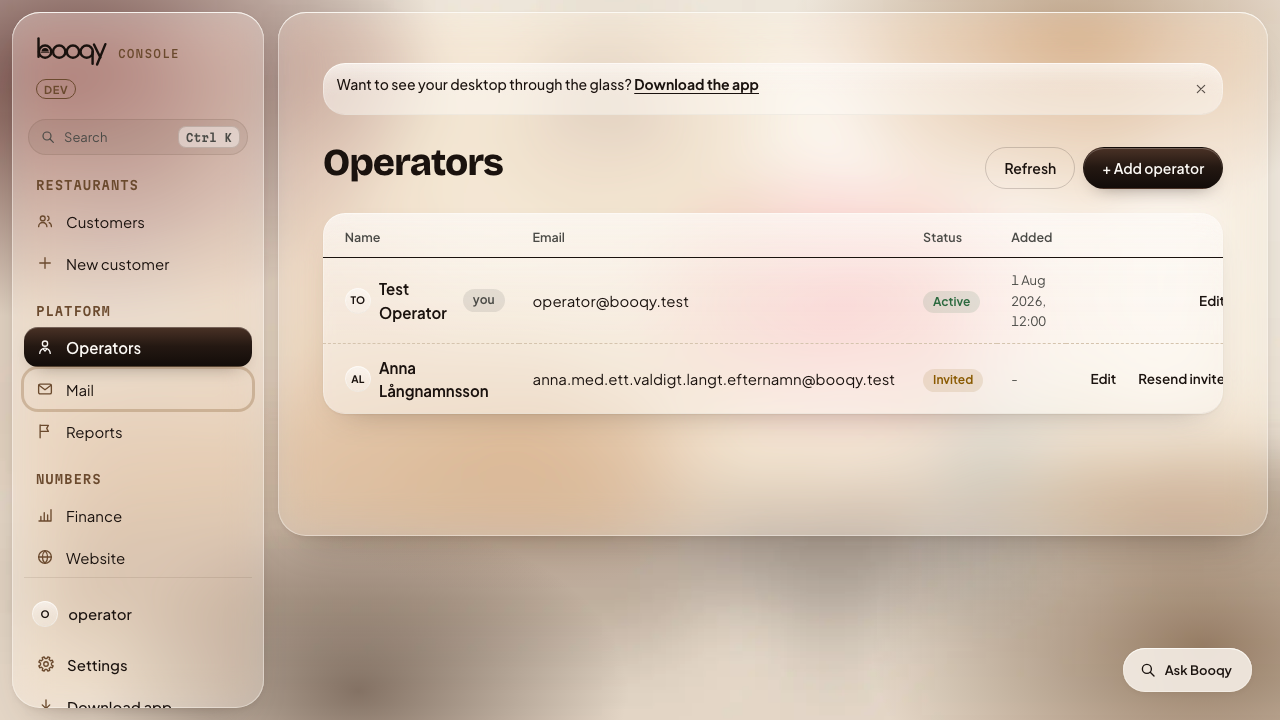 booqy CONSOLE
DEV
Search Ctrl K
RESTAURANTS
Customers
New customer
PLATFORM
Operators
Mail
Reports
NUMBERS
Finance
Website
operator
Settings
Download app
Want to see your desktop through the glass? Download the app
Operators
Refresh
+ Add operator
Name Email Status Added
TO Test Operator you operator@booqy.test Active 1 Aug 2026, 12:00 Edit
AL Anna Långnamnsson anna.med.ett.valdigt.langt.efternamn@booqy.test Invited - Edit Resend invite
Ask Booqy